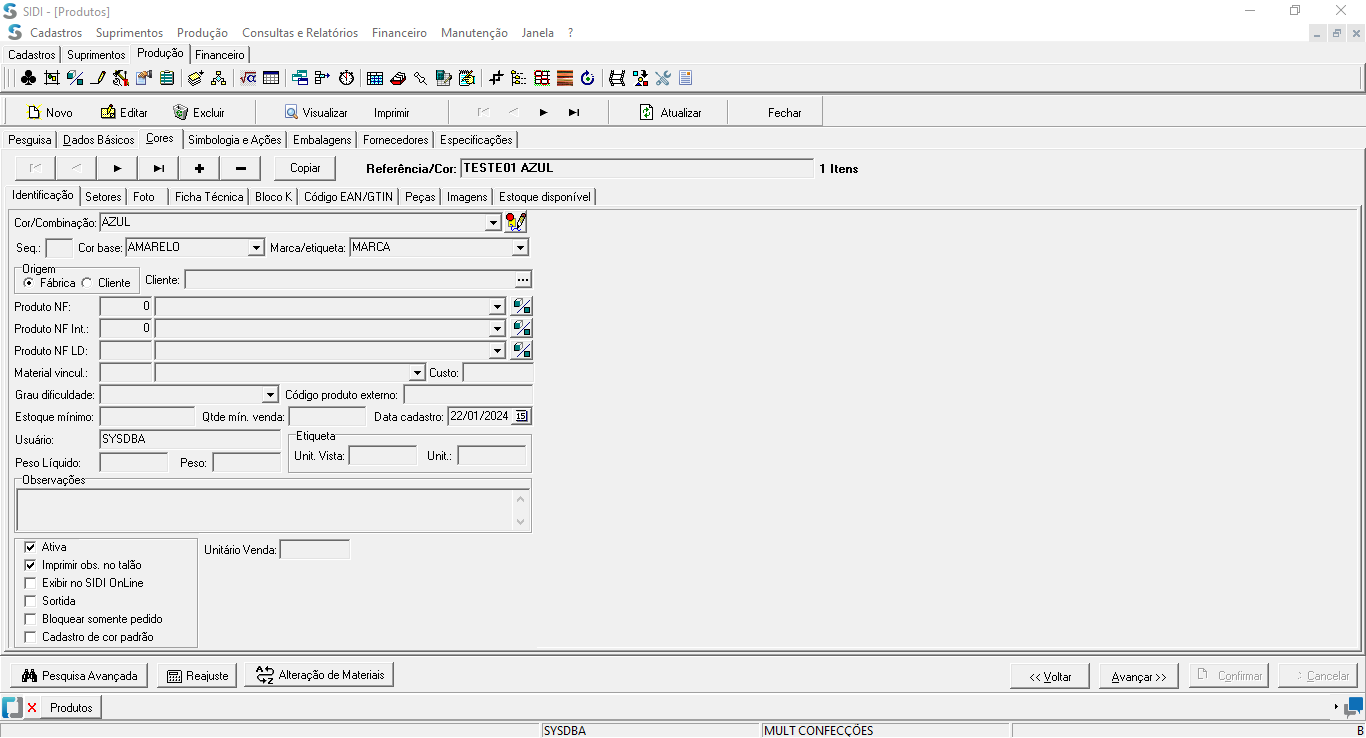 SIDI - [Produtos]
Cadastros Suprimentos Produção Consultas e Relatórios Financeiro Manutenção Janela ?
Cadastros Suprimentos Produção Financeiro
Novo Editar Excluir Visualizar Imprimir Atualizar Fechar
Pesquisa Dados Básicos Cores Simbologia e Ações Embalagens Fornecedores Especificações
Copiar Referência/Cor: TESTE01 AZUL 1 Itens
Identificação Setores Foto Ficha Técnica Bloco K Código EAN/GTIN Peças Imagens Estoque disponível
Cor/Combinação: AZUL
Seq.: Cor base: AMARELO Marca/etiqueta: MARCA
Origem
Fábrica Cliente Cliente: ...
Produto NF: 0
Produto NF Int.: 0
Produto NF LD:
Material vincul.: Custo:
Grau dificuldade: Código produto externo:
Estoque mínimo: Qtde mín. venda: Data cadastro: 22/01/2024 15
Usuário: SYSDBA Etiqueta
Unit. Vista: Unit.:
Peso Líquido: Peso:
Observações
Ativa Unitário Venda:
Imprimir obs. no talão
Exibir no SIDI OnLine
Sortida
Bloquear somente pedido
Cadastro de cor padrão
Pesquisa Avançada Reajuste Alteração de Materiais << Voltar Avançar >> Confirmar Cancelar
Produtos
SYSDBA MULT CONFECÇÕES B